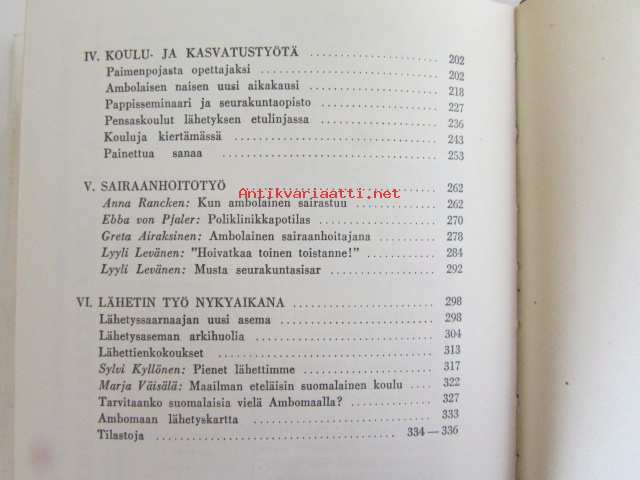 IV. KOULU- JA KASVATUSTYÖTÄ 202
Paimenpojasta opettajaksi 202
Ambolaisen naisen uusi aikakausi 218
Pappisseminaari ja seurakuntaopisto 227
Pensaskoulut lähetyksen etulinjassa 236
Kouluja kiertämässä 243
Painettua sanaa 253
V. SAIRAANHOITOTYÖ 262
Antikvariaatti.net
Anna Rancken: Kun ambolainen sairastuu 262
Ebba von Pfaler: Poliklinikkapotilas 270
Greta Airaksinen: Ambolainen sairaanhoitajana 278
Lyyli Levänen: "Hoivatkaa toinen toistanne!" 284
Lyyli Levänen: Musta seurakuntasisar 292
VI. LÄHETIN TYÖ NYKYAIKANA 298
Lähetyssaarnaajan uusi asema 298
Lähetysaseman arkihuolia 304
Lähettienkokoukset 313
Sylvi Kyllönen: Pienet lähettimme 317
Marja Väisälä: Maailman eteläisin suomalainen koulu 322
Tarvitaanko suomalaisia vielä Ambomaalla? 327
Ambomaan lähetyskartta 333
Tilastoja 334—336